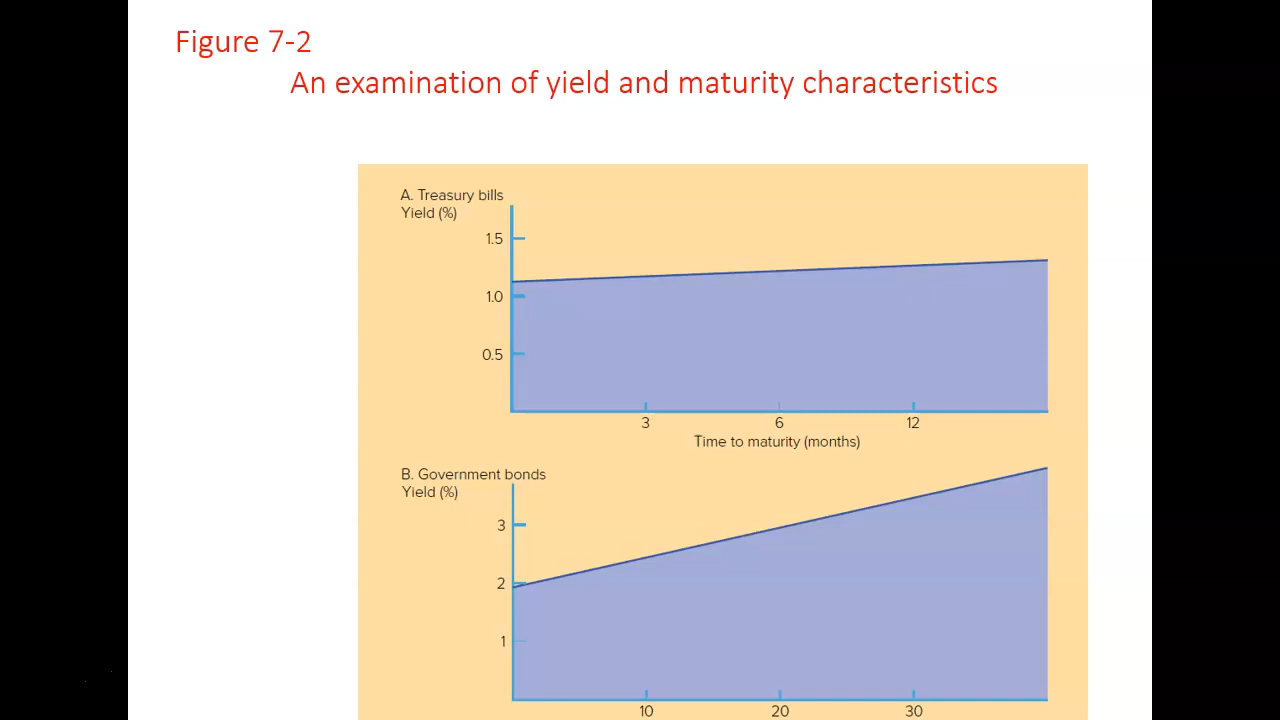 Figure 7-2
An examination of yield and maturity characteristics
A. Treasury bills
Yield (%)
1.5
1.0
0.5
3 6 12
Time to maturity (months)
B. Government bonds
Yield (%)
3
2
1
10 20 30